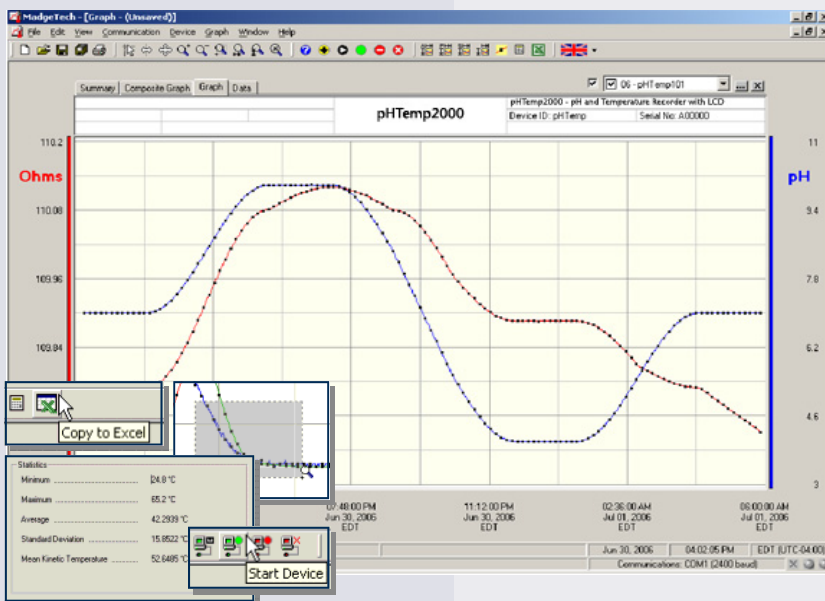 MadgeTech - [Graph - (Unsaved)]
File Edit View Communication Device Graph Window Help
Summary Composite Graph Graph Data
06 - pHTemp101
pHTemp2000
pHTemp2000 - pH and Temperature Recorder with LCD
Device ID: pHTemp Serial No: A00000
110.2
Ohms
110.08
109.96
109.84
11
pH
9.4
7.8
6.2
4.6
3
Copy to Excel
Statistics
Minimum 24.8 °C
Maximum 65.2 °C
Average 42.2939 °C
Standard Deviation 15.8522 °C
Mean Kinetic Temperature 52.6485 °C
Start Device
07:48:00 PM
Jun 30, 2006
EDT
11:12:00 PM
Jun 30, 2006
EDT
02:36:00 AM
Jul 01, 2006
EDT
06:00:00 AM
Jul 01, 2006
EDT
Jun 30, 2006 04:02:05 PM EDT (UTC-04:00)
Communications: COM1 (2400 baud)